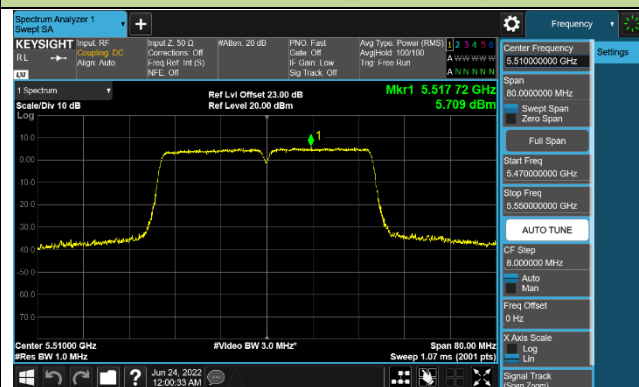 Spectrum Analyzer 1
Swept SA
+
Frequency
KEYSIGHT
RL
LXI
Input: RF
Coupling: DC
Align: Auto
Input Z: 50 Ω
Corrections: Off
Freq Ref: Int (S)
NFE: Off
#Atten: 20 dB
PNO: Fast
Gate: Off
IF Gain: Low
Sig Track: Off
Avg Type: Power (RMS)
Avg|Hold: 100/100
Trig: Free Run
1 2 3 4 5 6
A W W W W W
A N N N N N
1 Spectrum
Scale/Div 10 dB
Log
Ref Lvl Offset 23.00 dB
Ref Level 20.00 dBm
Mkr1 5.517 72 GHz
5.709 dBm
1
10.0
0.00
-10.0
-20.0
-30.0
-40.0
-50.0
-60.0
-70.0
Center 5.51000 GHz
#Res BW 1.0 MHz
#Video BW 3.0 MHz*
Span 80.00 MHz
Sweep 1.07 ms (2001 pts)
Center Frequency
5.510000000 GHz
Settings
Span
80.0000000 MHz
Swept Span
Zero Span
Full Span
Start Freq
5.470000000 GHz
Stop Freq
5.550000000 GHz
AUTO TUNE
CF Step
8.000000 MHz
Auto
Man
Freq Offset
0 Hz
X Axis Scale
Log
Lin
Signal Track
(Span Zoom)
?
Jun 24, 2022
12:00:33 AM